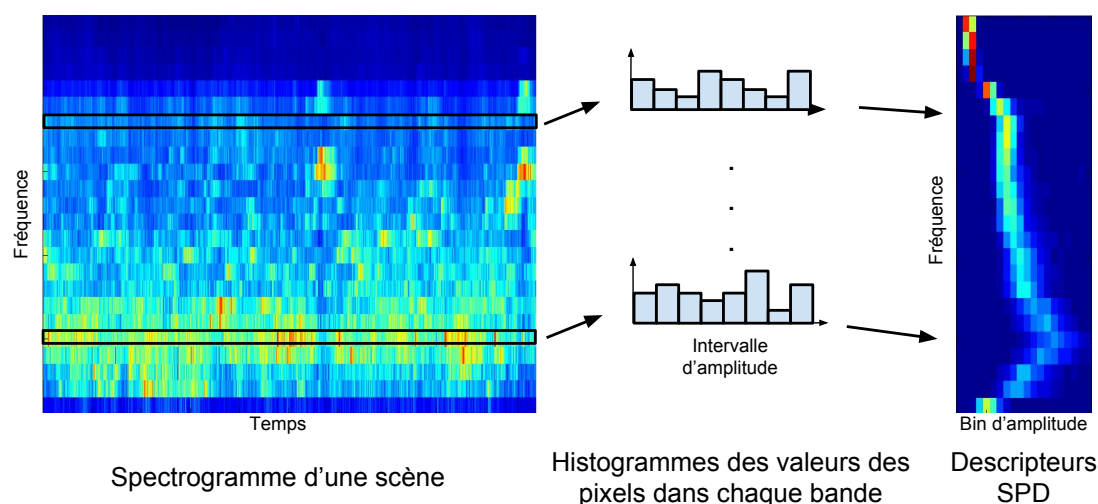 Fréquence
Temps
Spectrogramme d'une scène
Intervalle
d'amplitude
Histogrammes des valeurs des
pixels dans chaque bande
Fréquence
Bin d'amplitude
Descripteurs
SPD